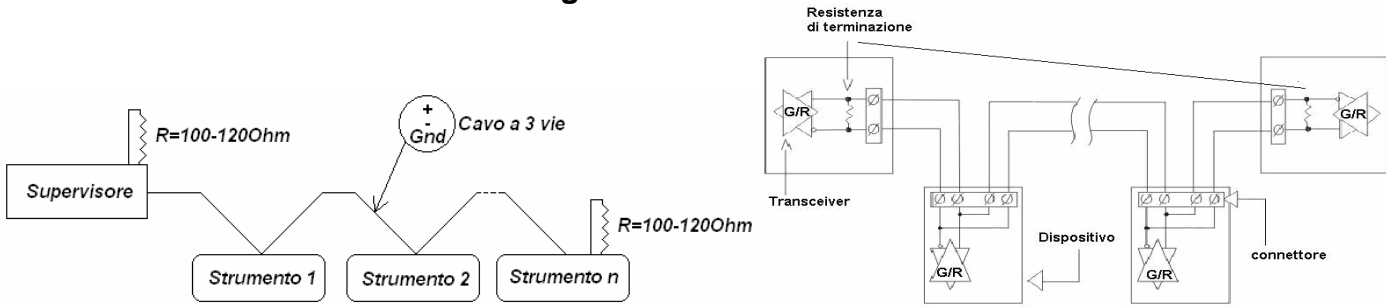 R=100-120Ohm
+
-
Gnd
Cavo a 3 vie
Supervisore
R=100-120Ohm
Strumento 1
Strumento 2
Strumento n
Resistenza
di terminazione
G/R
G/R
Transceiver
Dispositivo
connettore
G/R
G/R